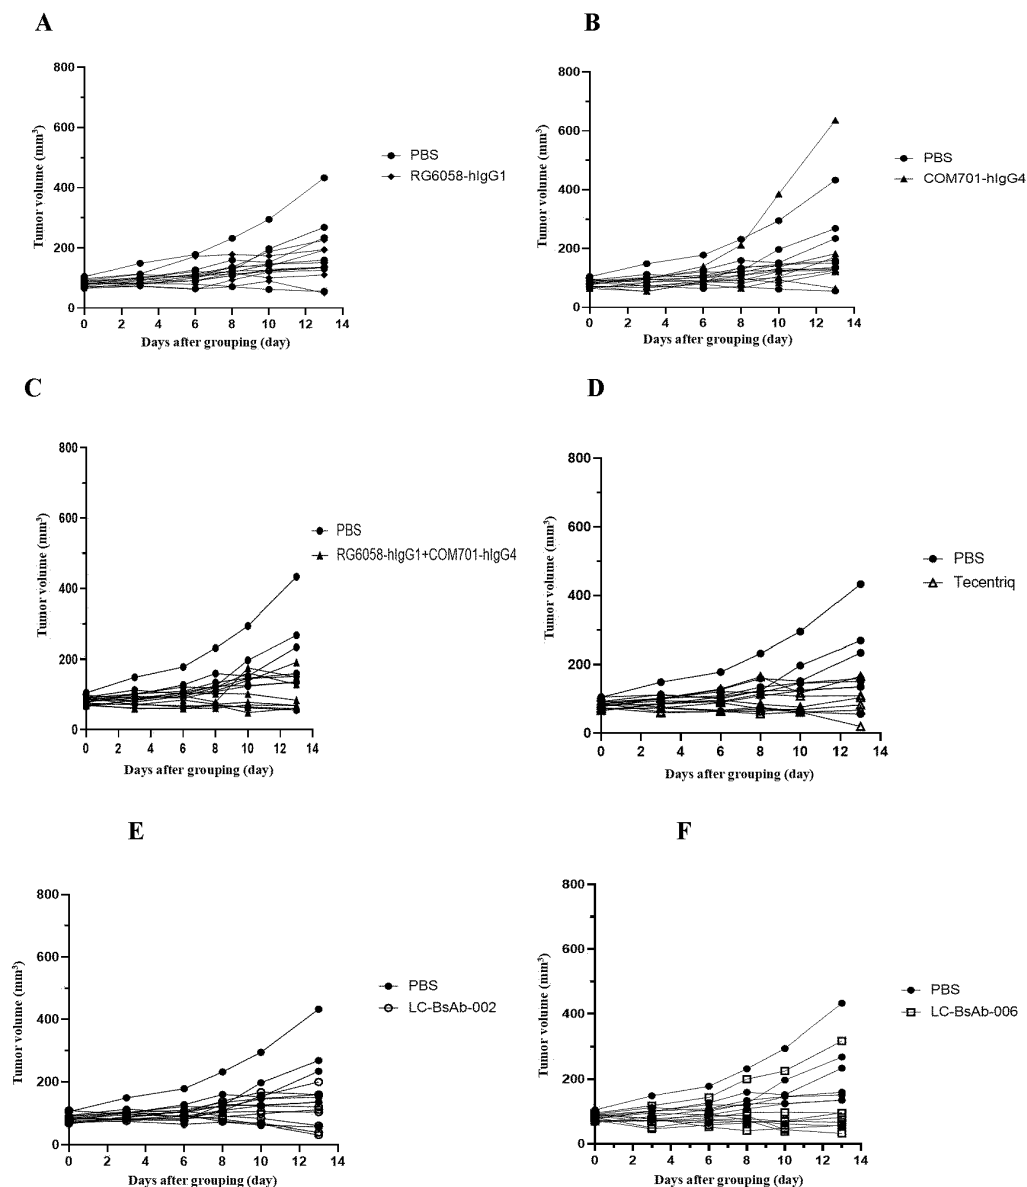 A
Tumor volume (mm³)
800
600
400
200
0
0 2 4 6 8 10 12 14
Days after grouping (day)
PBS
RG6058-hIgG1
B
Tumor volume (mm³)
800
600
400
200
0
0 2 4 6 8 10 12 14
Days after grouping (day)
PBS
COM701-hIgG4
C
Tumor volume (mm³)
800
600
400
200
0
0 2 4 6 8 10 12 14
Days after grouping (day)
PBS
RG6058-hIgG1+COM701-hIgG4
D
Tumor volume (mm³)
800
600
400
200
0
0 2 4 6 8 10 12 14
Days after grouping (day)
PBS
Tecentriq
E
Tumor volume (mm³)
800
600
400
200
0
0 2 4 6 8 10 12 14
Days after grouping (day)
PBS
LC-BsAb-002
F
Tumor volume (mm³)
800
600
400
200
0
0 2 4 6 8 10 12 14
Days after grouping (day)
PBS
LC-BsAb-006